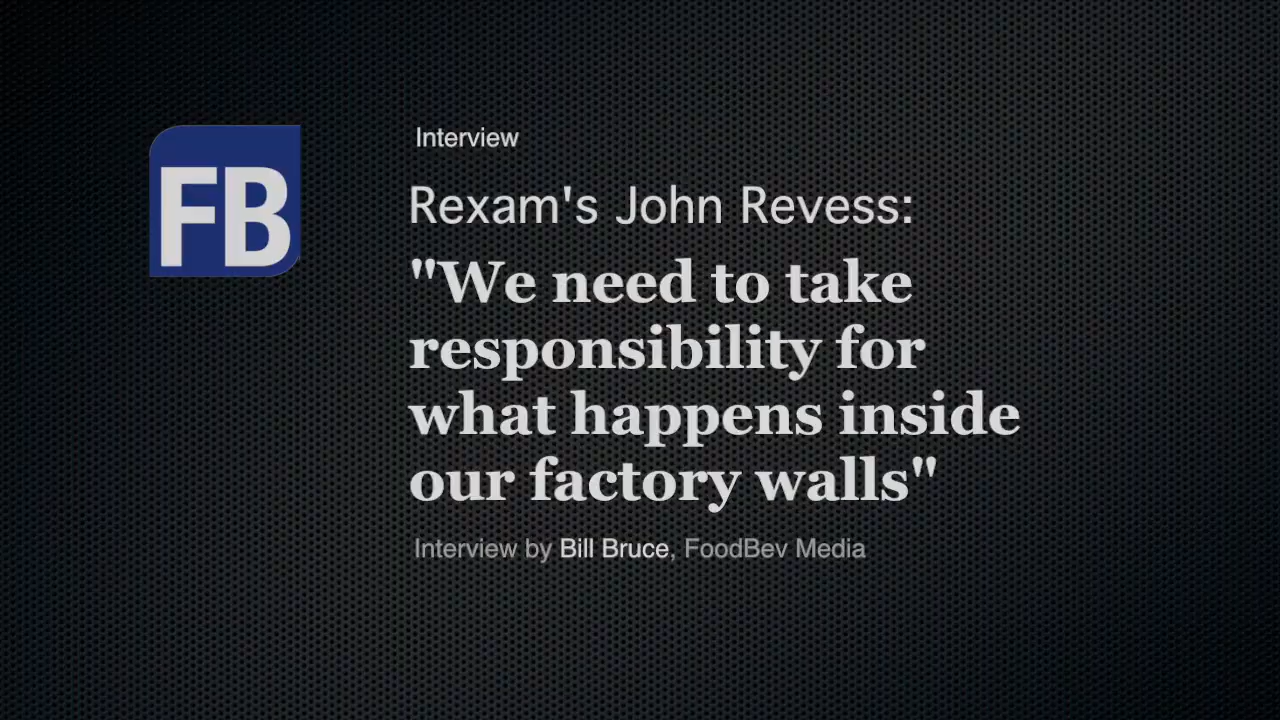 FB
Interview
Rexam's John Revess:
"We need to take
responsibility for
what happens inside
our factory walls"
Interview by Bill Bruce, FoodBev Media